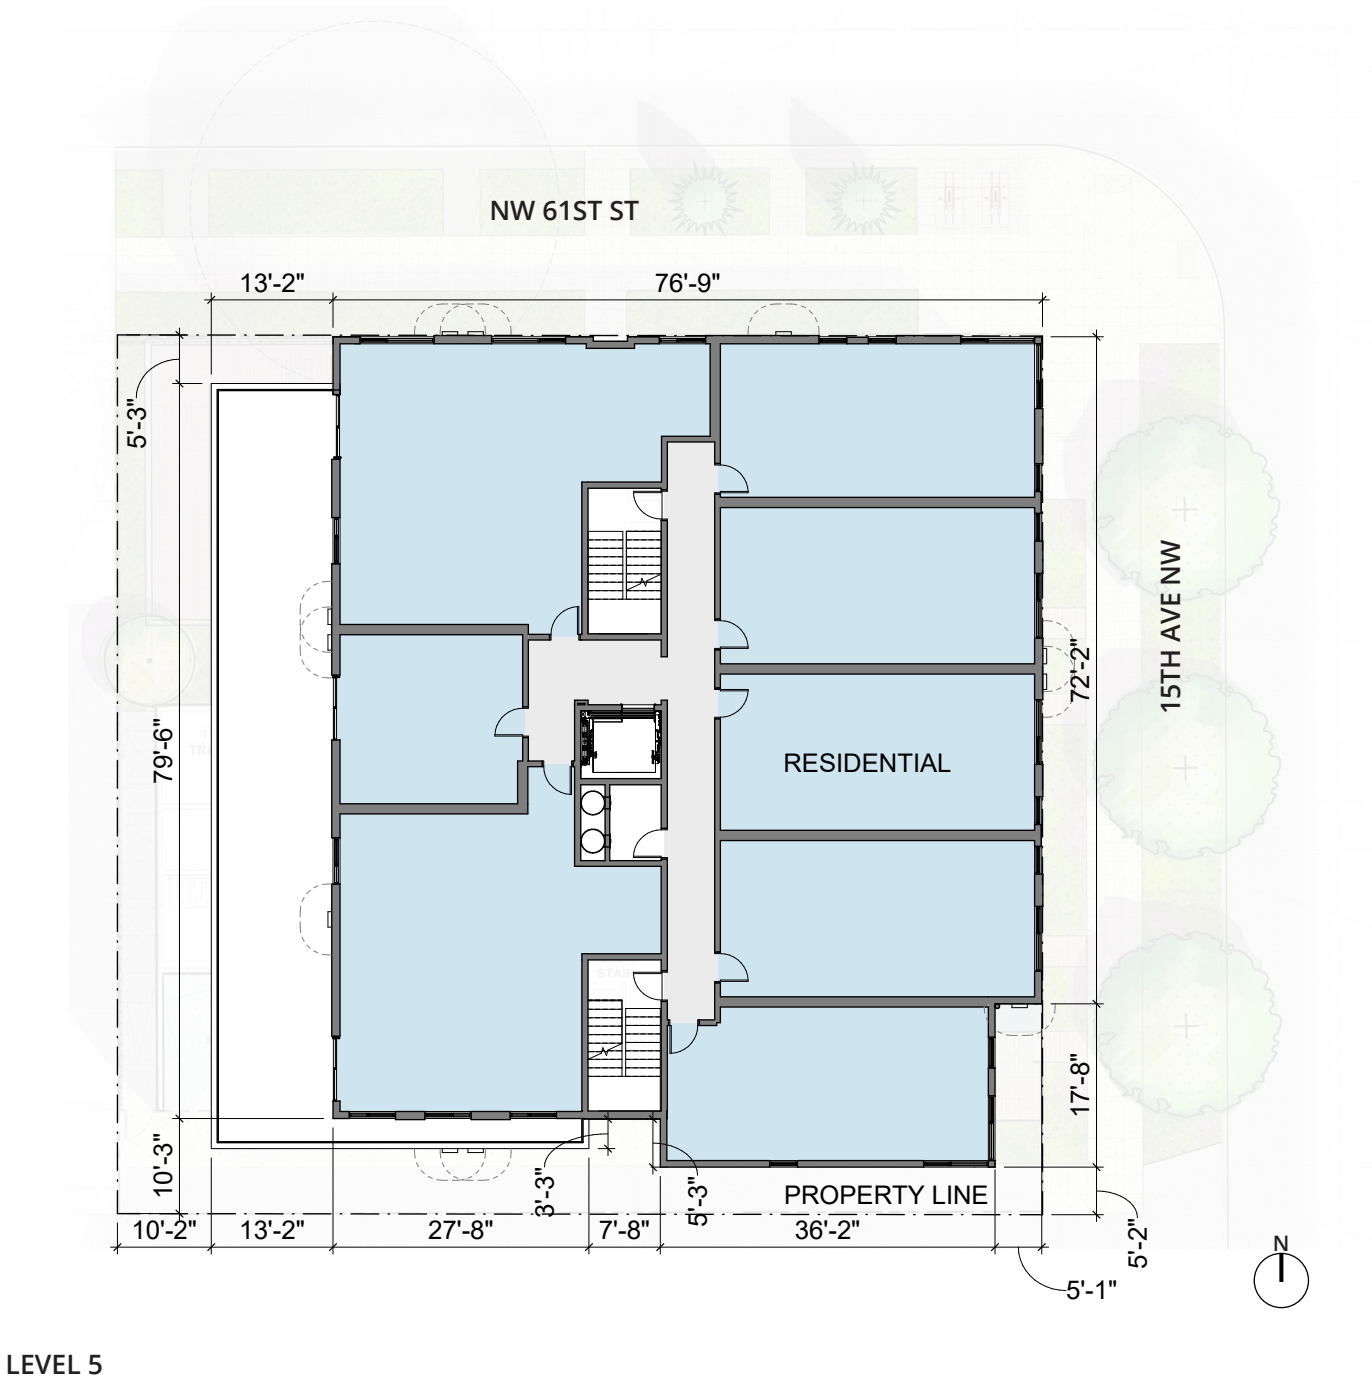 NW 61ST ST
13'-2"
76'-9"
5'-3"
15TH AVE NW
72'-2"
79'-6"
RESIDENTIAL
STAIR
17'-8"
10'-3"
3'-3"
5'-3"
PROPERTY LINE
10'-2"
13'-2"
27'-8"
7'-8"
36'-2"
5'-2"
5'-1"
N
LEVEL 5